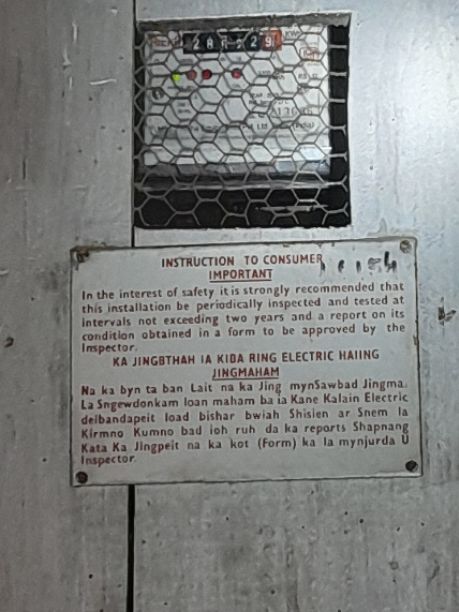 INSTRUCTION TO CONSUMER
IMPORTANT
In the interest of safety it is strongly recommended that
this installation be periodically inspected and tested at
intervals not exceeding two years and a report on its
condition obtained in a form to be approved by the
Inspector.
KA JINGBTHAH IA KIBA RING ELECTRIC HAIING
JINGMAHAM
Na ka byn ta ban Lait na ka Jing mynSawbad Jingma.
La Sngewdonkam loan maham ba ia Kane Kalain Electric
deibandapeit load bishar bwiah Shisien ar Snem la
Kirmno Kumno bad ioh ruh da ka reports Shapnang
Kata Ka Jingpeit na ka kot (Form) ka la mynjurda U
Inspector.